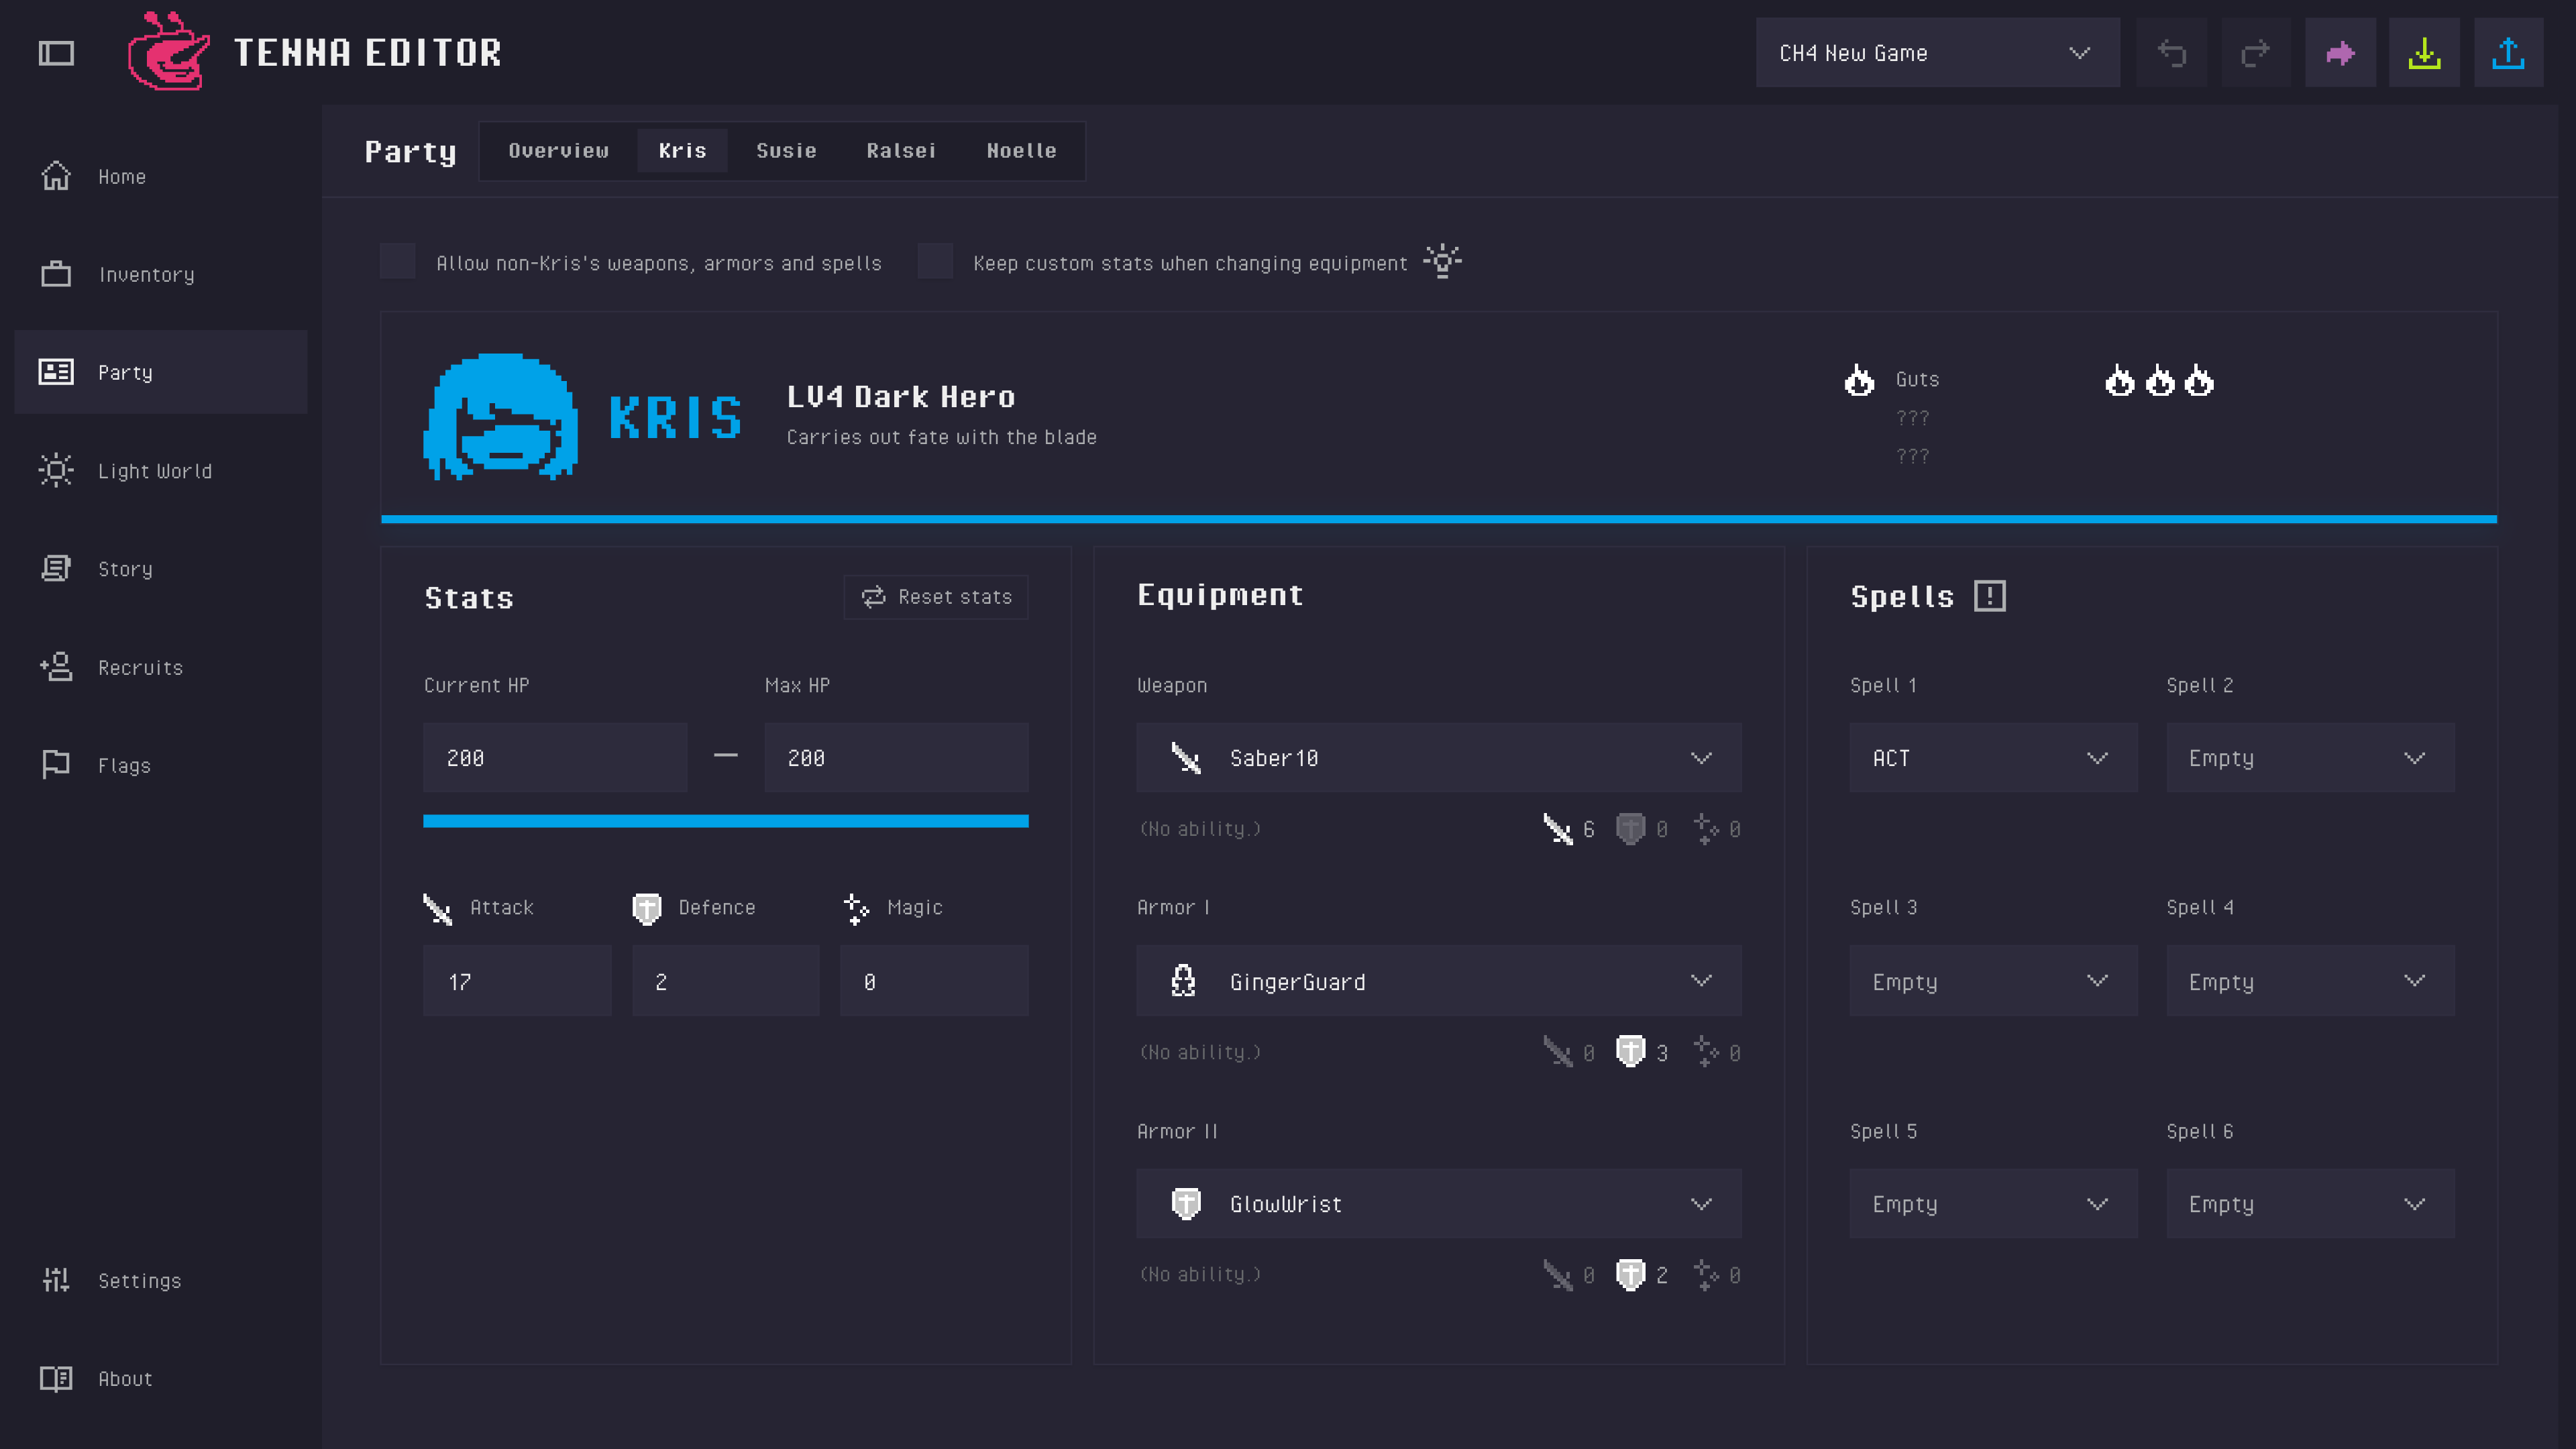 TENNA EDITOR
CH4 New Game
Home
Inventory
Party
Light World
Story
Recruits
Flags
Settings
About
Party
Overview Kris Susie Ralsei Noelle
Allow non-Kris's weapons, armors and spells
Keep custom stats when changing equipment
KRIS
LV4 Dark Hero
Carries out fate with the blade
Guts
???
???
Stats
Reset stats
Current HP Max HP
200 — 200
Attack Defence Magic
17 2 0
Equipment
Weapon
Saber10
(No ability.) 6 0 0
Armor I
GingerGuard
(No ability.) 0 3 0
Armor II
GlowWrist
(No ability.) 0 2 0
Spells
Spell 1 Spell 2
ACT Empty
Spell 3 Spell 4
Empty Empty
Spell 5 Spell 6
Empty Empty